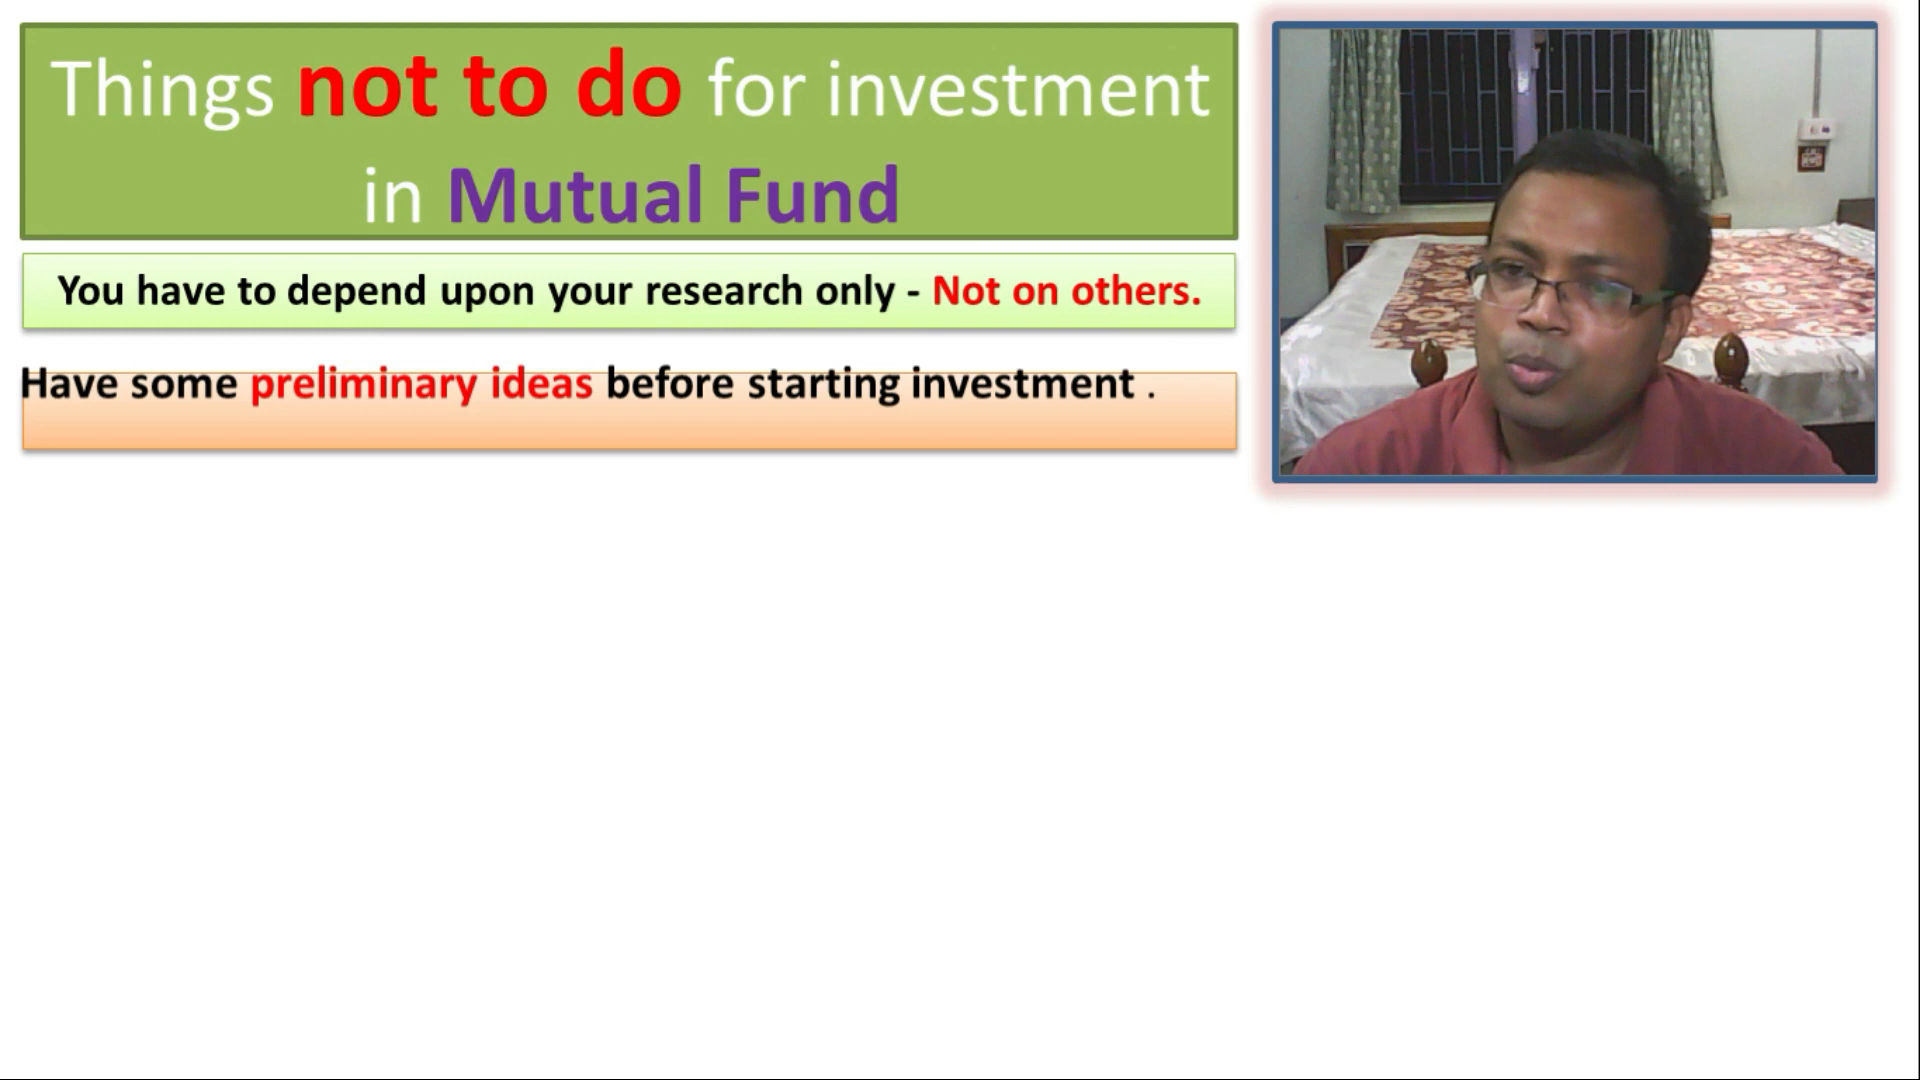 Things not to do for investment
in Mutual Fund
You have to depend upon your research only - Not on others.
Have some preliminary ideas before starting investment .